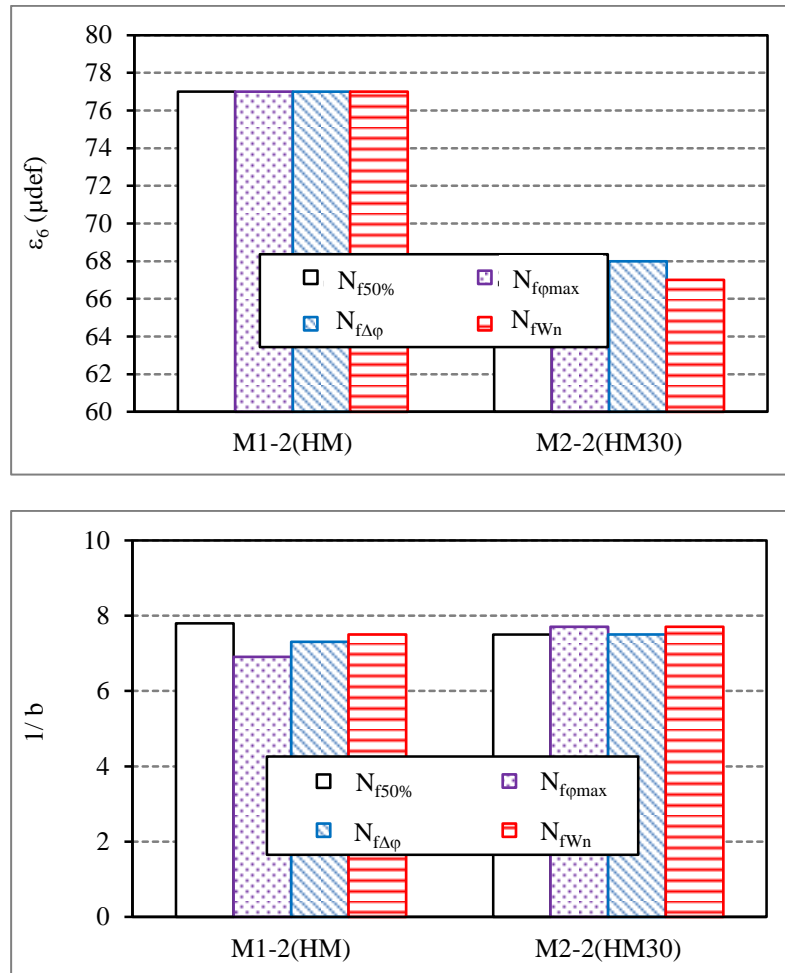 80
78
76
74
72
70
68
66
64
62
60
ε6 (μdef)
Nf50%
Nfφmax
NfΔφ
NfWn
M1-2(HM) M2-2(HM30)
10
8
6
4
2
0
1/ b
Nf50%
Nfφmax
NfΔφ
NfWn
M1-2(HM) M2-2(HM30)